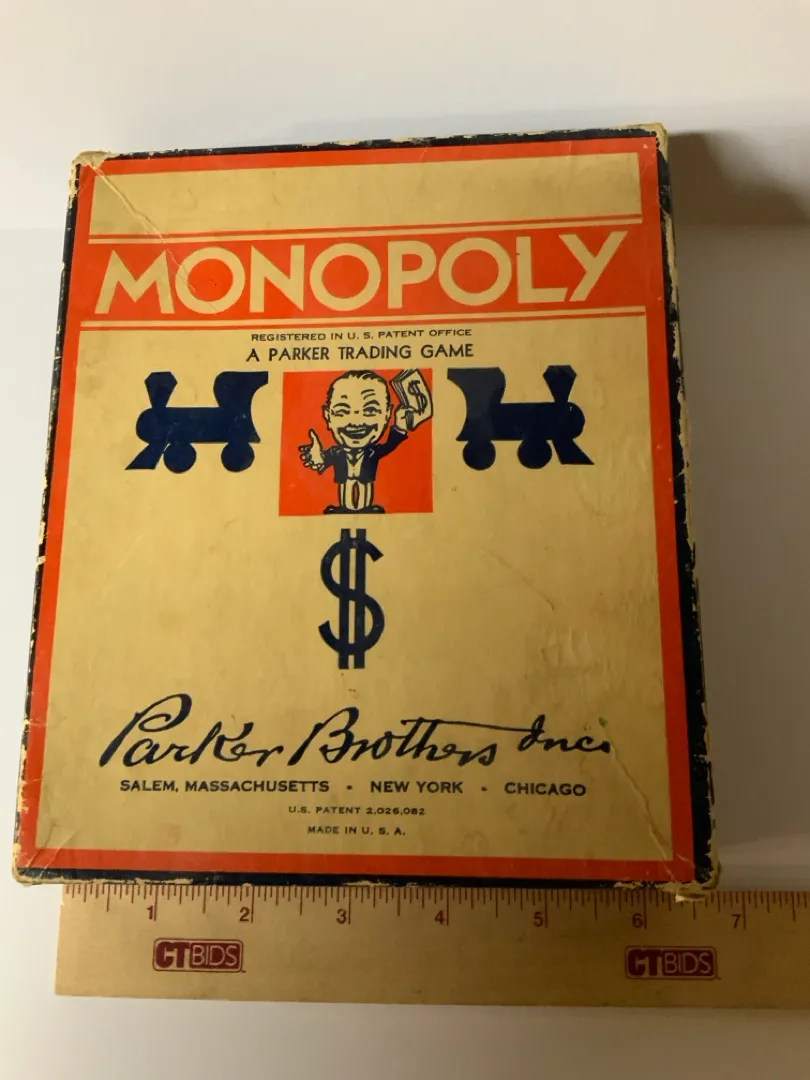 MONOPOLY
REGISTERED IN U. S. PATENT OFFICE
A PARKER TRADING GAME
$
$
Parker Brothers Inc.
SALEM, MASSACHUSETTS • NEW YORK • CHICAGO
U.S. PATENT 2,026,082
MADE IN U. S. A.
1 2 3 4 5 6 7
CTBIDS CTBIDS